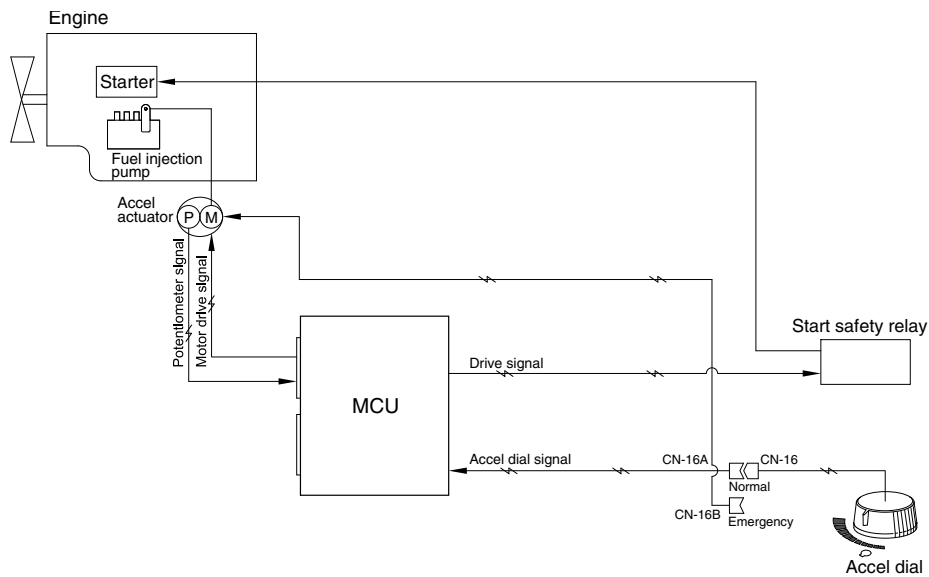 Engine
Starter
Fuel injection
pump
Accel
actuator
P
M
Potentiometer signal
Motor drive signal
Start safety relay
Drive signal
MCU
Accel dial signal
CN-16A
CN-16
Normal
CN-16B
Emergency
Accel dial